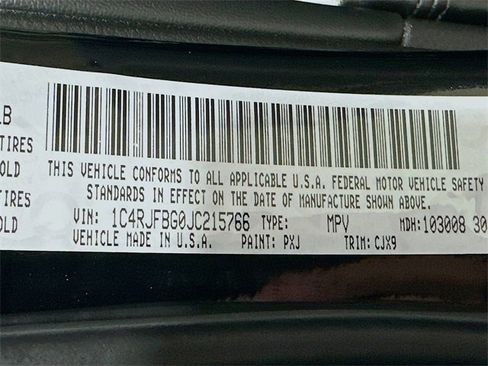 LB
TIRES
OLD
TIRES
OLD
THIS VEHICLE CONFORMS TO ALL APPLICABLE U.S.A. FEDERAL MOTOR VEHICLE SAFETY
STANDARDS IN EFFECT ON THE DATE OF MANUFACTURE SHOWN ABOVE.
VIN: 1C4RJFBG0JC215766 TYPE: MPV MDH: 103008 30
VEHICLE MADE IN U.S.A. PAINT: PXJ TRIM: CJX9